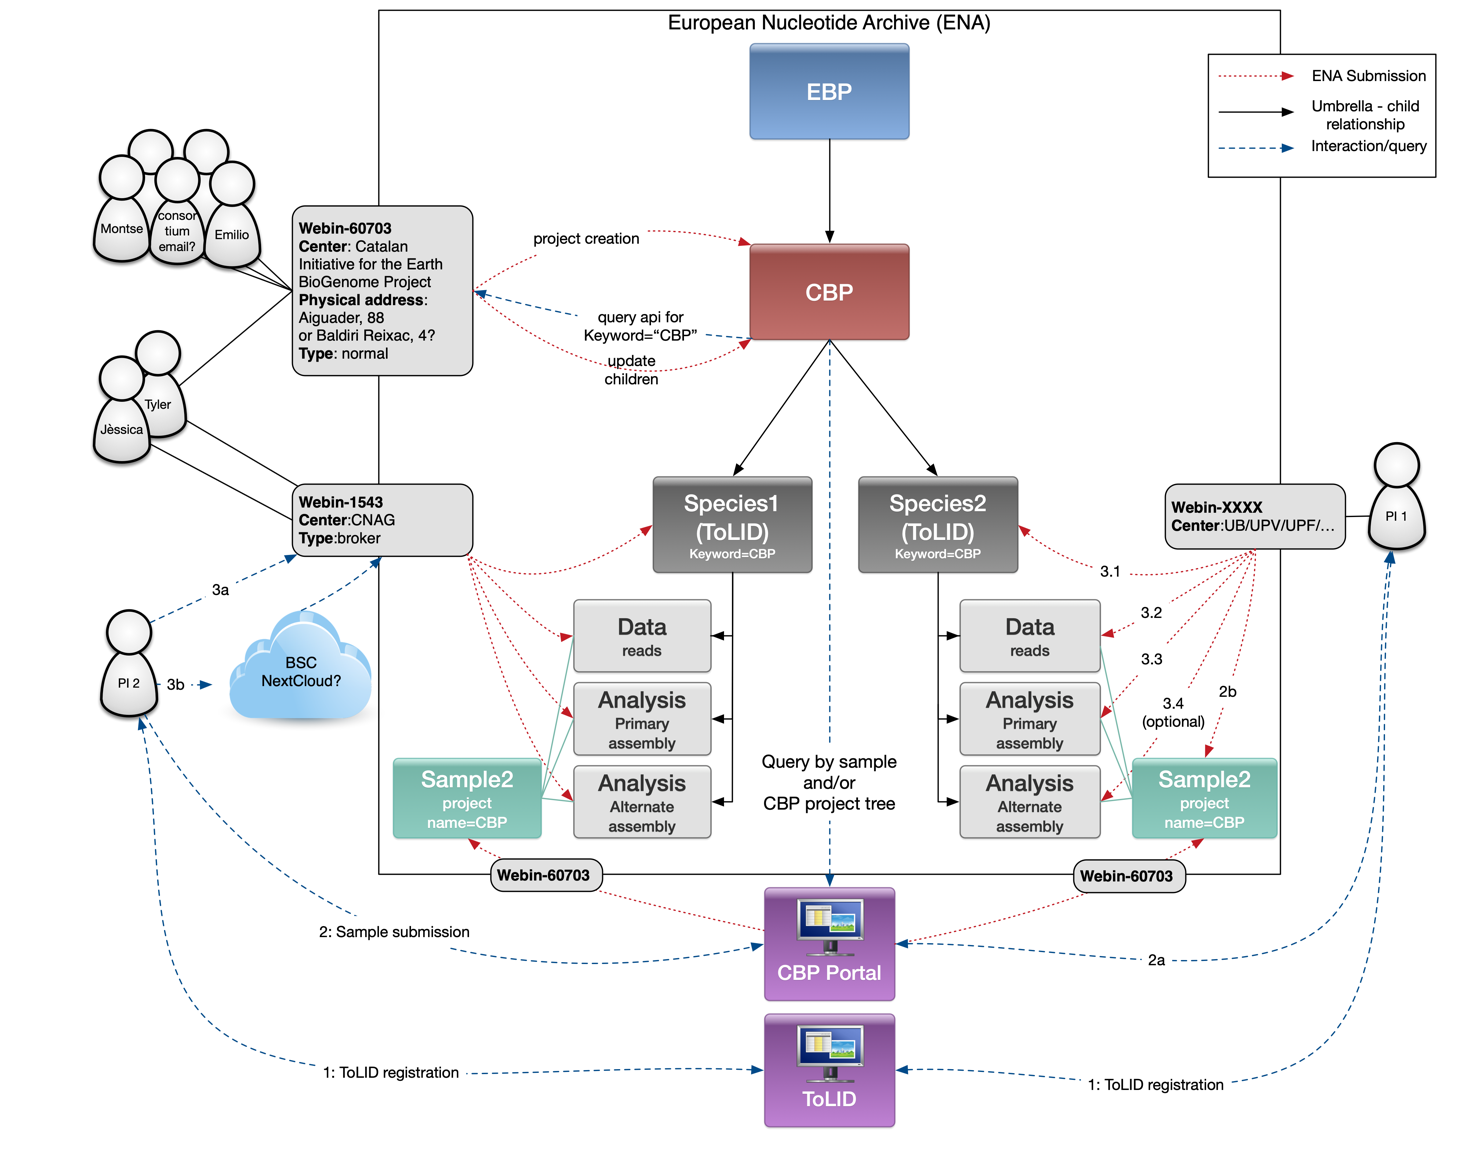 European Nucleotide Archive (ENA)
EBP
ENA Submission
Umbrella - child
relationship
Interaction/query
Montse
consor
tium
email?
Emilio
Webin-60703
Center: Catalan
Initiative for the Earth
BioGenome Project
Physical address:
Aiguader, 88
or Baldiri Reixac, 4?
Type: normal
project creation
CBP
query api for
Keyword=“CBP”
update
children
Tyler
Jèssica
Webin-1543
Center:CNAG
Type:broker
Species1
(ToLID)
Keyword=CBP
Species2
(ToLID)
Keyword=CBP
Webin-XXXX
Center:UB/UPV/UPF/...
PI 1
3a
3.1
3.2
3.3
3.4
(optional)
2b
Data
reads
Data
reads
BSC
NextCloud?
PI 2
3b
Analysis
Primary
assembly
Analysis
Primary
assembly
Sample2
project
name=CBP
Analysis
Alternate
assembly
Query by sample
and/or
CBP project tree
Analysis
Alternate
assembly
Sample2
project
name=CBP
Webin-60703
Webin-60703
2: Sample submission
CBP Portal
2a
1: ToLID registration
ToLID
1: ToLID registration